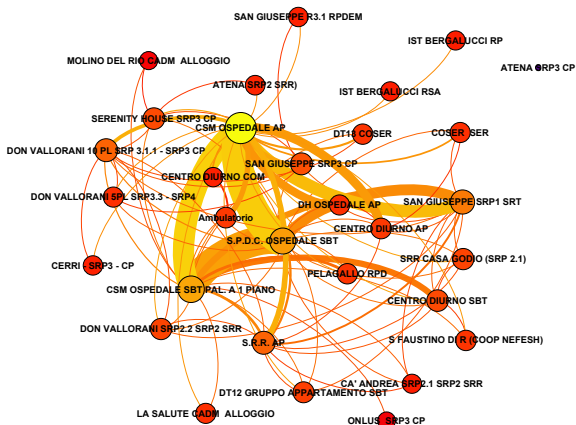 SAN GIUSEPPE R3.1 RPDEM
IST BERGALUCCI RP
MOLINO DEL RIO CADM  ALLOGGIO
ATENA SRP3 CP
ATENA (SRP2 SRR)
IST BERGALUCCI RSA
SERENITY HOUSE SRP3 CP
CSM OSPEDALE AP
DT13 COSER
COSER  SER
DON VALLORANI 10 PL SRP 3.1.1 - SRP3 CP
SAN GIUSEPPE SRP3 CP
CENTRO DIURNO COM
DON VALLORANI 5PL SRP3.3 - SRP4
DH OSPEDALE AP
SAN GIUSEPPE SRP1 SRT
Ambulatorio
CENTRO DIURNO AP
S.P.D.C. OSPEDALE SBT
SRR CASA GODIO (SRP 2.1)
CERRI - SRP3 - CP
PELAGALLO RPD
CSM OSPEDALE SBT PAL. A 1 PIANO
CENTRO DIURNO SBT
DON VALLORANI SRP2.2 SRP2 SRR
S.R.R. AP
S FAUSTINO DI R (COOP NEFESH)
CA' ANDREA SRP2.1 SRP2 SRR
DT12 GRUPPO APPARTAMENTO SBT
LA SALUTE CADM  ALLOGGIO
ONLUS  SRP3 CP